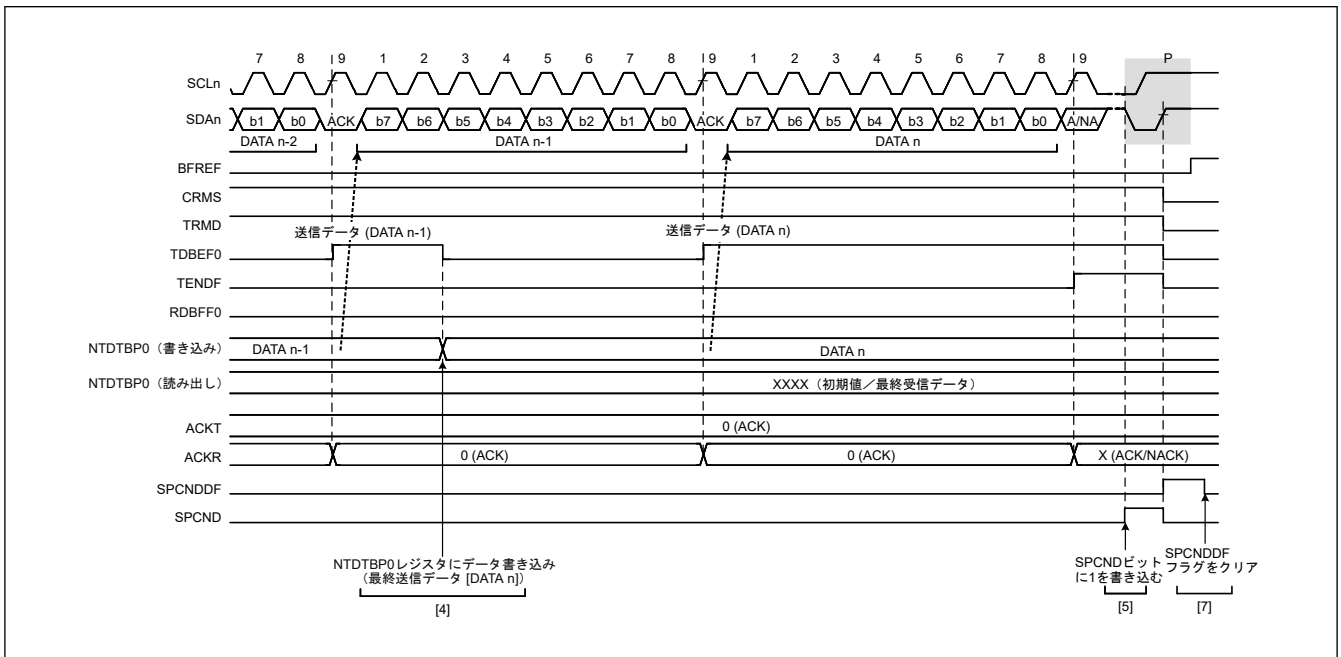 7 8 9 1 2 3 4 5 6 7 8 9 1 2 3 4 5 6 7 8 9 P
SCLn
SDAn b1 b0 ACK b7 b6 b5 b4 b3 b2 b1 b0 ACK b7 b6 b5 b4 b3 b2 b1 b0 A/NA
DATA n-2 DATA n-1 DATA n
BFREF
CRMS
TRMD
送信データ (DATA n-1) 送信データ (DATA n)
TDBEF0
TENDF
RDBFF0
NTDTBP0（書き込み） DATA n-1 DATA n
NTDTBP0（読み出し） XXXX（初期値／最終受信データ）
ACKT 0 (ACK)
ACKR 0 (ACK) 0 (ACK) X (ACK/NACK)
SPCNDDF
SPCND
NTDTBP0レジスタにデータ書き込み
（最終送信データ [DATA n]）
[4]
SPCNDビット
に1を書き込む
[5]
SPCNDDF
フラグをクリア
[7]